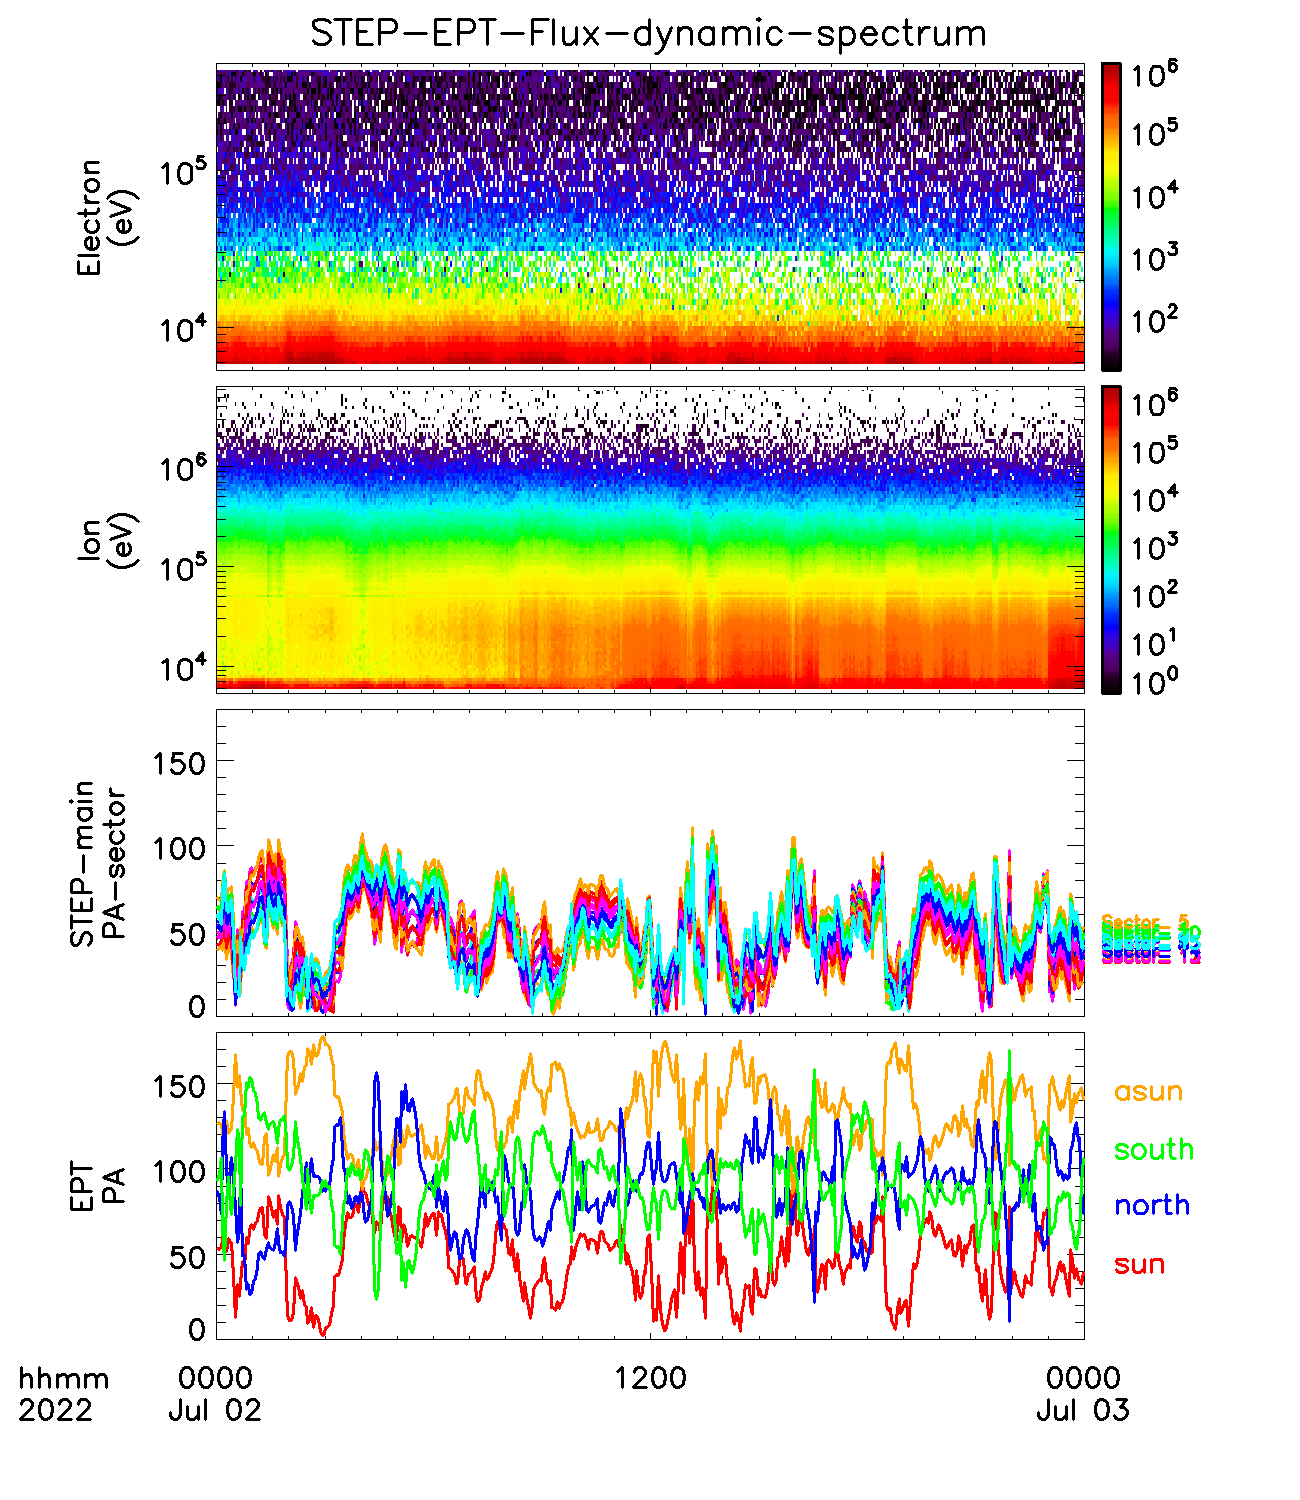 STEP-EPT-Flux-dynamic-spectrum
Electron
(eV)
10^5
10^4
10^6
10^5
10^4
10^3
10^2
Ion
(eV)
10^6
10^5
10^4
10^6
10^5
10^4
10^3
10^2
10^1
10^0
STEP-main
PA-sector
150
100
50
0
Sector- 5
EPT
PA
150
100
50
0
asun
south
north
sun
hhmm
2022
0000
Jul 02
1200
0000
Jul 03